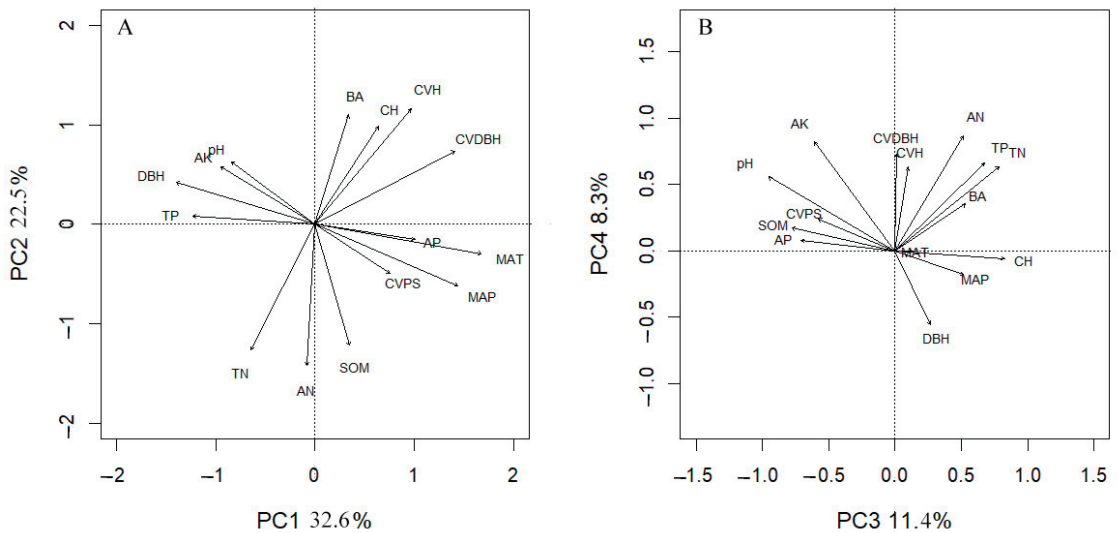 A
2
1
0
−1
−2
−2
−1
0
1
2
PC2 22.5%
PC1 32.6%
BA
CH
CVH
CVDBH
pH
AK
DBH
TP
AP
MAT
CVPS
MAP
TN
AN
SOM
B
1.5
1.0
0.5
0.0
−0.5
−1.0
−1.5
−1.0
−0.5
0.0
0.5
1.0
1.5
PC4 8.3%
PC3 11.4%
AK
AN
CVDBH
CVH
TP TN
pH
BA
CVPS
SOM
AP
MAT
CH
MAP
DBH